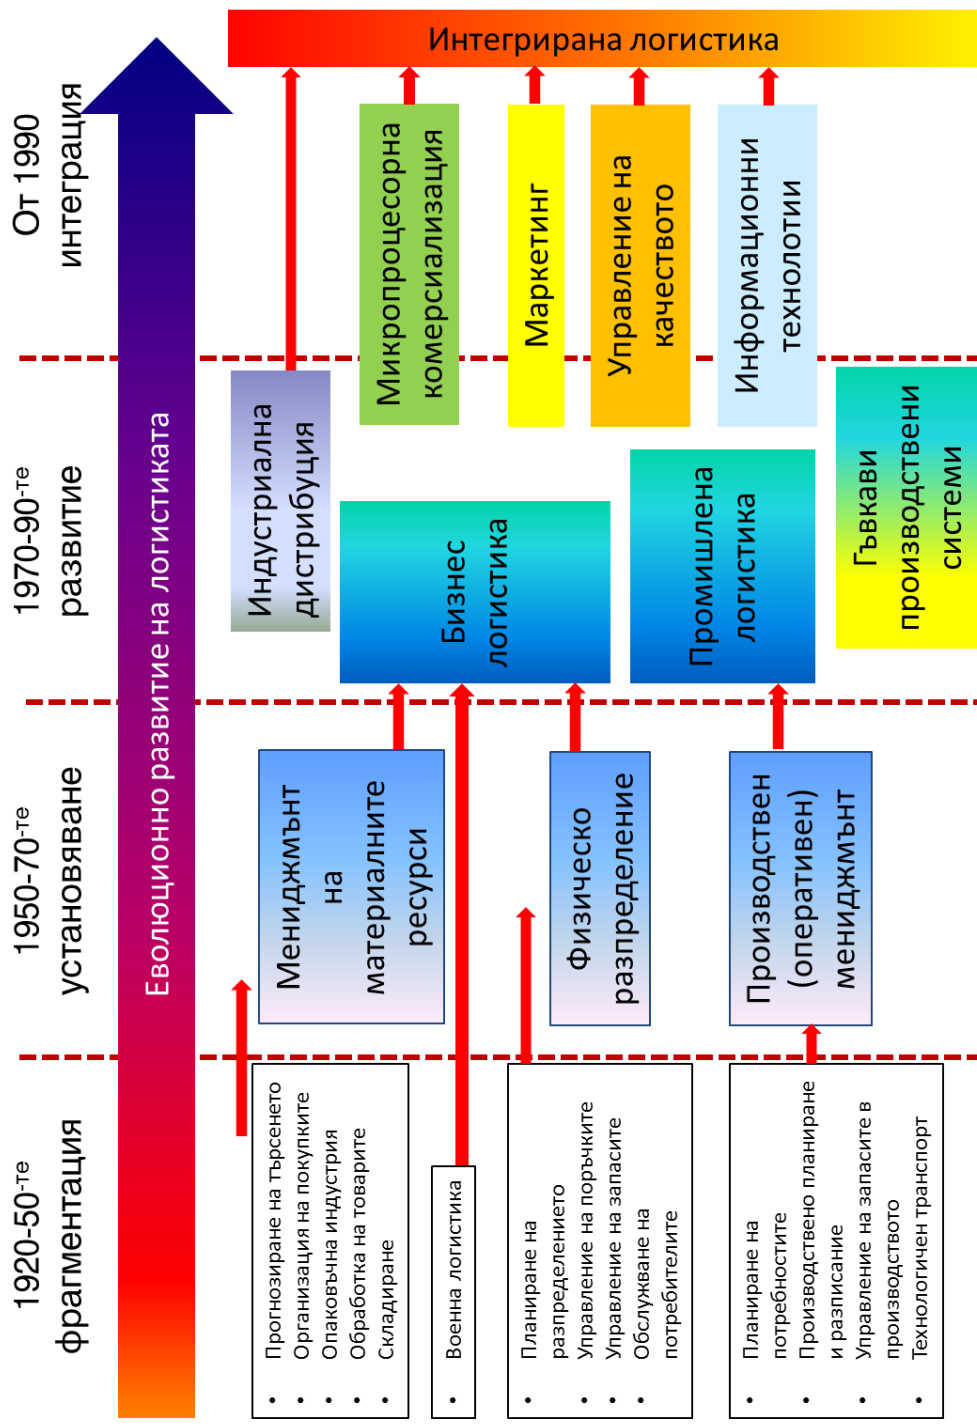 1920-50-те
фрагментация
1950-70-те
установяване
1970-90-те
развитие
От 1990
интеграция
Еволюционно развитие на логистиката
• Прогнозиране на търсенето
• Организация на покупките
• Опаковъчна индустрия
• Обработка на товарите
• Складиране
• Военна логистика
• Планиране на
разпределението
• Управление на поръчките
• Управление на запасите
• Обслужване на
потребителите
• Планиране на
потребностите
• Производствено планиране
и разписание
• Управление на запасите в
производството
• Технологичен транспорт
Мениджмънт
на
материалните
ресурси
Физическо
разпределение
Производствен
(оперативен)
мениджмънт
Индустриална
дистрибуция
Бизнес
логистика
Промишлена
логистика
Гъвкави
производствени
системи
Микропроцесорна
комерсиализация
Маркетинг
Управление на
качеството
Информационни
технолотии
Интегрирана логистика